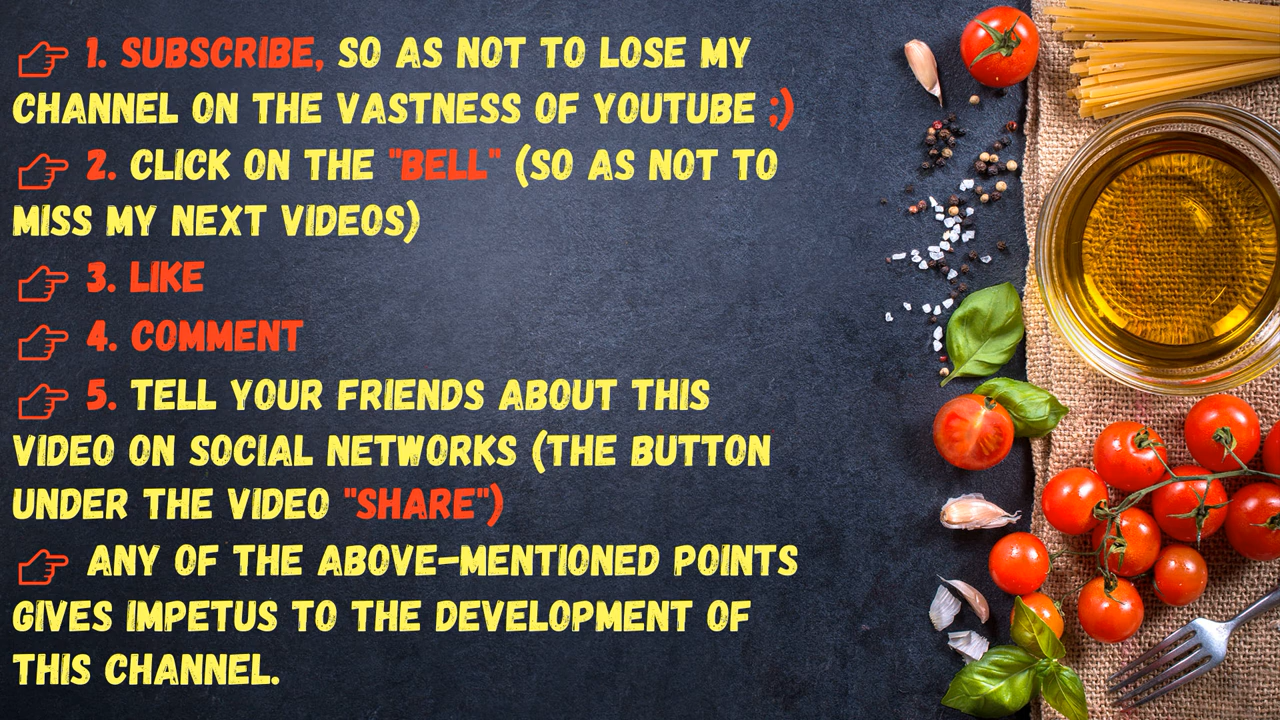 1. SUBSCRIBE, SO AS NOT TO LOSE MY
CHANNEL ON THE VASTNESS OF YOUTUBE ;)
2. CLICK ON THE "BELL" (SO AS NOT TO
MISS MY NEXT VIDEOS)
3. LIKE
4. COMMENT
5. TELL YOUR FRIENDS ABOUT THIS
VIDEO ON SOCIAL NETWORKS (THE BUTTON
UNDER THE VIDEO "SHARE")
ANY OF THE ABOVE-MENTIONED POINTS
GIVES IMPETUS TO THE DEVELOPMENT OF
THIS CHANNEL.